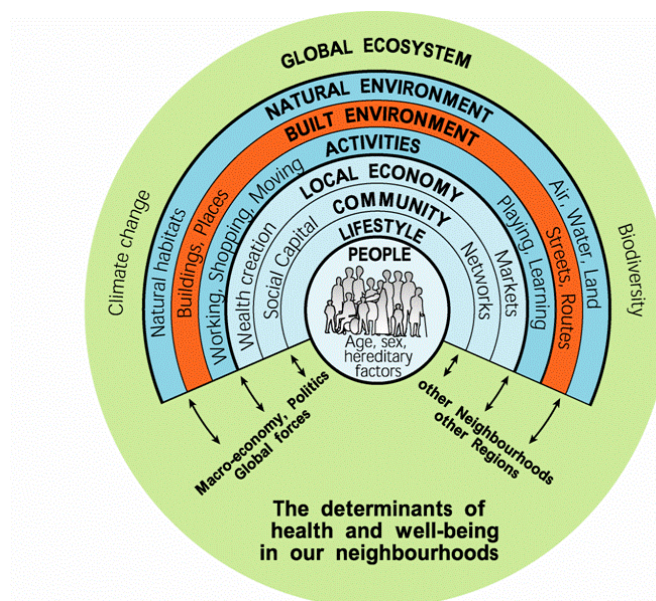 GLOBAL ECOSYSTEM
NATURAL ENVIRONMENT
BUILT ENVIRONMENT
ACTIVITIES
LOCAL ECONOMY
COMMUNITY
LIFESTYLE
PEOPLE
Age, sex,
hereditary
factors
Climate change
Natural habitats
Buildings, Places
Working, Shopping, Moving
Wealth creation
Social Capital
Networks
Markets
Playing, Learning
Streets, Routes
Air, Water, Land
Biodiversity
Macro-economy, Politics
Global forces
other Neighbourhoods
other Regions
The determinants of
health and well-being
in our neighbourhoods